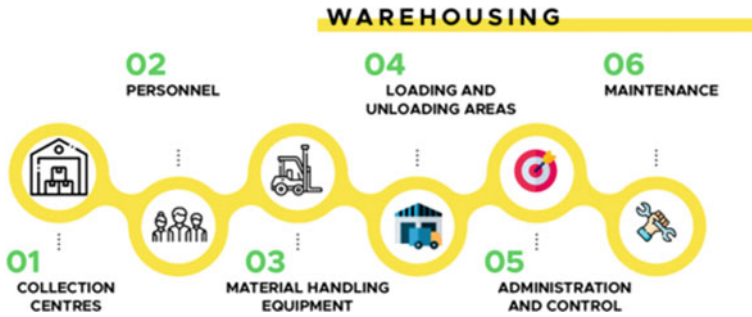 WAREHOUSING
02
PERSONNEL
04
LOADING AND
UNLOADING AREAS
06
MAINTENANCE
01
COLLECTION
CENTRES
03
MATERIAL HANDLING
EQUIPMENT
05
ADMINISTRATION
AND CONTROL